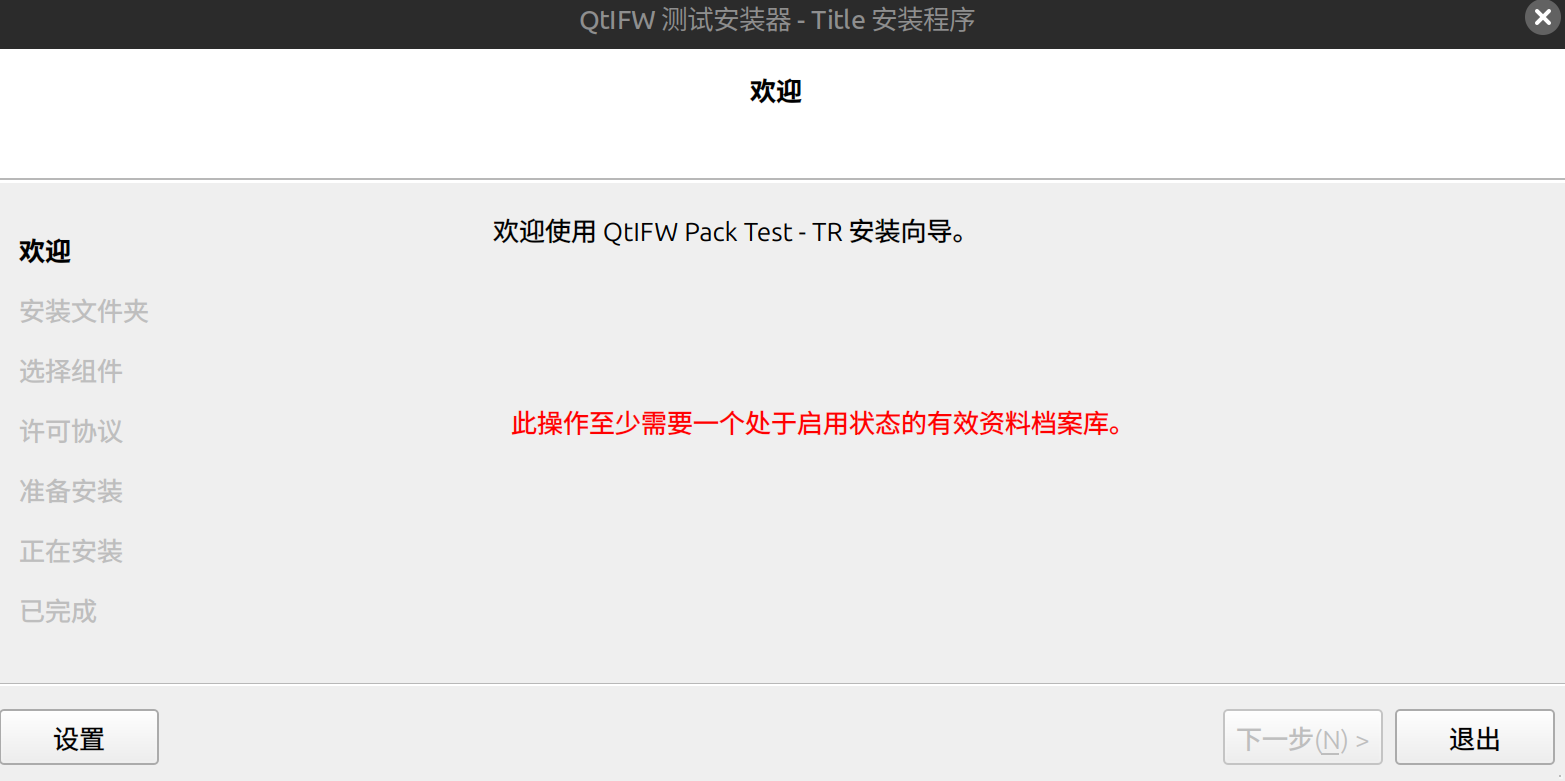 QtIFW 测试安装器 - Title 安装程序
欢迎
欢迎使用 QtIFW Pack Test - TR 安装向导。
欢迎
安装文件夹
选择组件
许可协议
准备安装
正在安装
已完成
此操作至少需要一个处于启用状态的有效资料档案库。
设置
下一步(N) >
退出